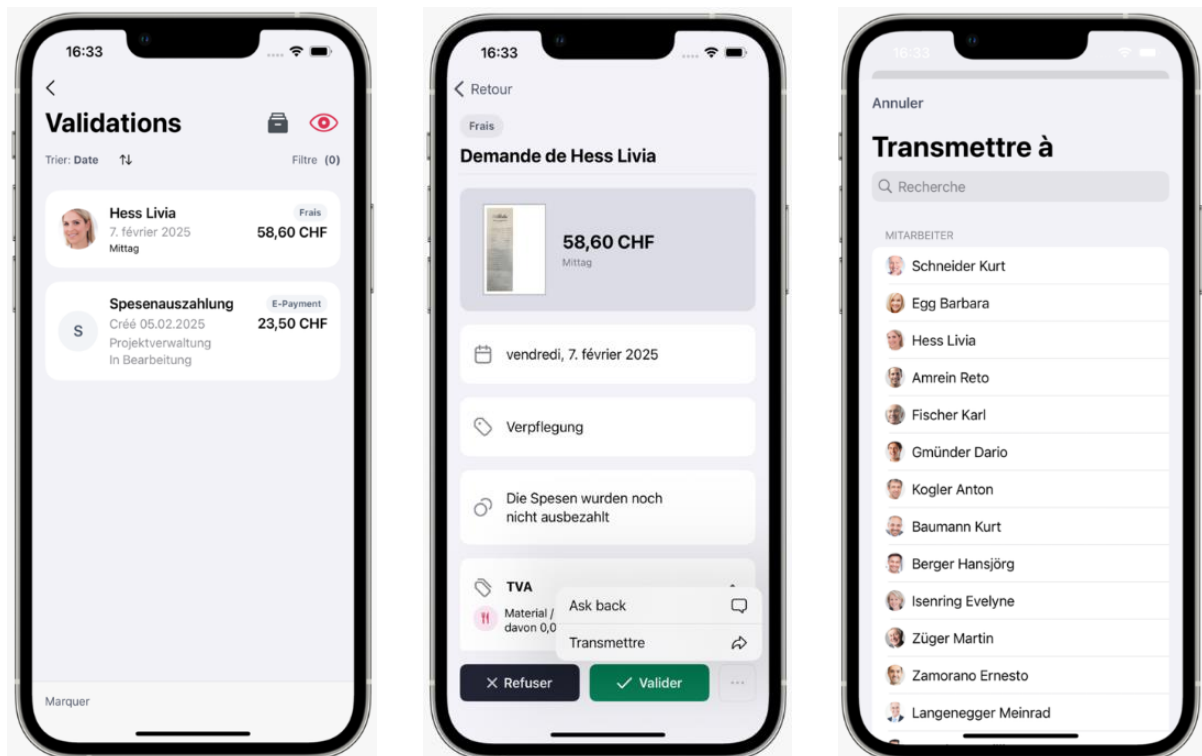 16:33
Validations
Trier: Date
Filtre (0)
Hess Livia
Frais
7. février 2025
58,60 CHF
Mittag
Spesenauszahlung
E-Payment
S
Créé 05.02.2025
23,50 CHF
Projektverwaltung
In Bearbeitung
Marquer
16:33
Retour
Frais
Demande de Hess Livia
58,60 CHF
Mittag
vendredi, 7. février 2025
Verpflegung
Die Spesen wurden noch
nicht ausbezahlt
TVA
Material /
davon 0,0
Ask back
Transmettre
Refuser
Valider
16:33
Annuler
Transmettre à
Recherche
MITARBEITER
Schneider Kurt
Egg Barbara
Hess Livia
Amrein Reto
Fischer Karl
Gmünder Dario
Kogler Anton
Baumann Kurt
Berger Hansjörg
Isenring Evelyne
Züger Martin
Zamorano Ernesto
Langenegger Meinrad